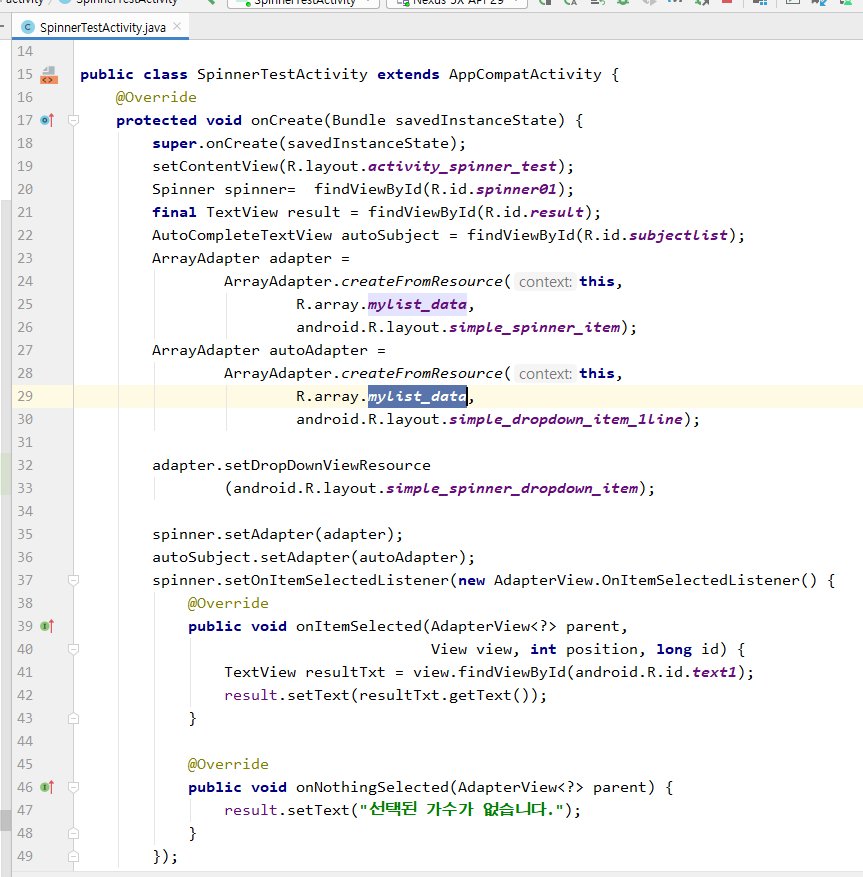 SpinnerTestActivity.java
14
15 public class SpinnerTestActivity extends AppCompatActivity {
16 @Override
17 protected void onCreate(Bundle savedInstanceState) {
18 super.onCreate(savedInstanceState);
19 setContentView(R.layout.activity_spinner_test);
20 Spinner spinner=  findViewById(R.id.spinner01);
21 final TextView result = findViewById(R.id.result);
22 AutoCompleteTextView autoSubject = findViewById(R.id.subjectlist);
23 ArrayAdapter adapter =
24 ArrayAdapter.createFromResource( context: this,
25 R.array.mylist_data,
26 android.R.layout.simple_spinner_item);
27 ArrayAdapter autoAdapter =
28 ArrayAdapter.createFromResource( context: this,
29 R.array.mylist_data,
30 android.R.layout.simple_dropdown_item_1line);
31
32 adapter.setDropDownViewResource
33 (android.R.layout.simple_spinner_dropdown_item);
34
35 spinner.setAdapter(adapter);
36 autoSubject.setAdapter(autoAdapter);
37 spinner.setOnItemSelectedListener(new AdapterView.OnItemSelectedListener() {
38 @Override
39 public void onItemSelected(AdapterView<?> parent,
40 View view, int position, long id) {
41 TextView resultTxt = view.findViewById(android.R.id.text1);
42 result.setText(resultTxt.getText());
43 }
44
45 @Override
46 public void onNothingSelected(AdapterView<?> parent) {
47 result.setText("선택된 가수가 없습니다.");
48 }
49 });